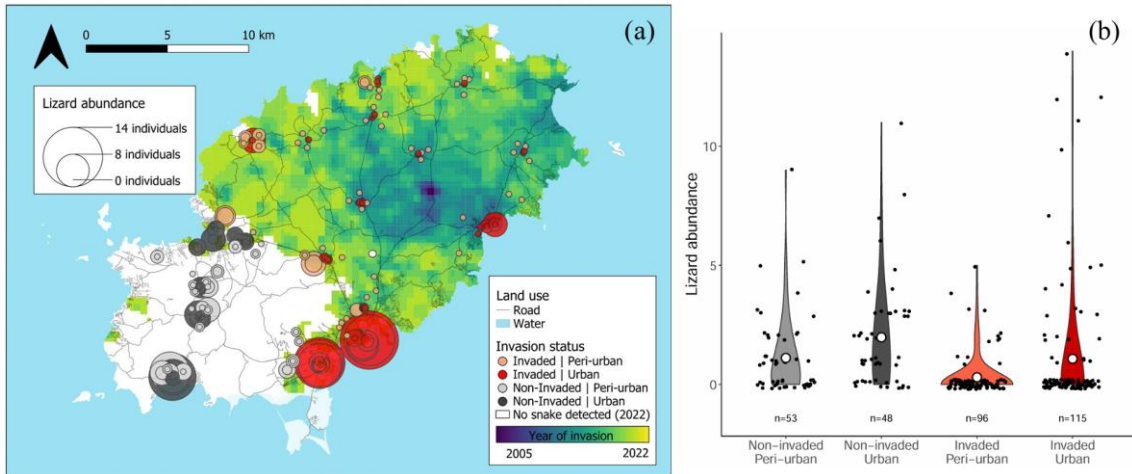 (a)
0 5 10 km
Lizard abundance
14 individuals
8 individuals
0 individuals
Land use
Road
Water
Invasion status
Invaded | Peri-urban
Invaded | Urban
Non-Invaded | Peri-urban
Non-Invaded | Urban
No snake detected (2022)
Year of invasion
2005 2022
(b)
Lizard abundance
10
5
0
n=53 n=48 n=96 n=115
Non-invaded Non-invaded Invaded Invaded
Peri-urban Urban Peri-urban Urban